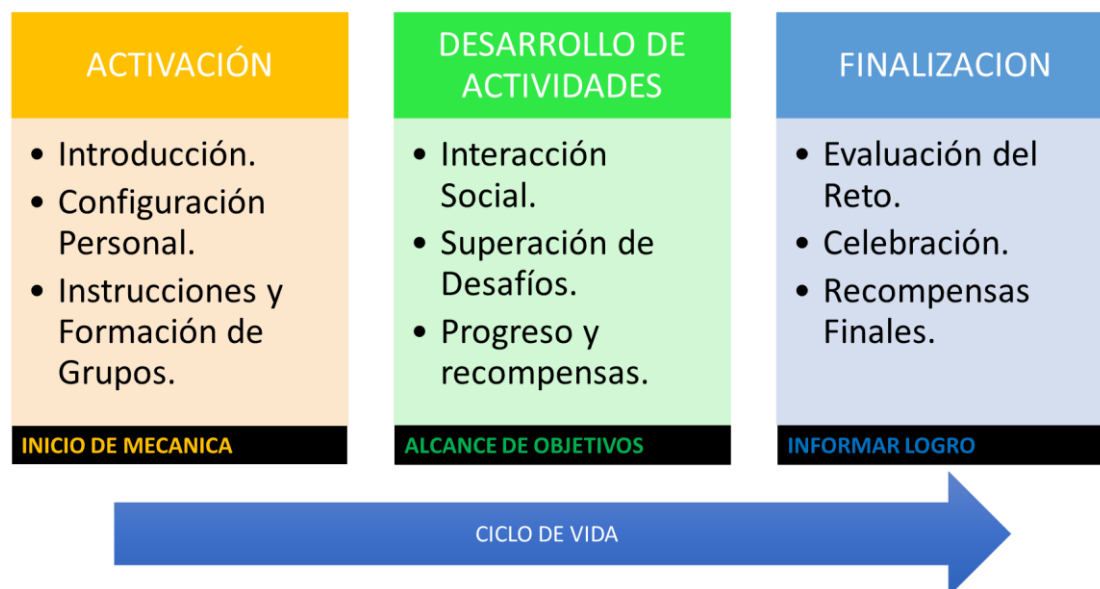 ACTIVACIÓN
• Introducción.
• Configuración
Personal.
• Instrucciones y
Formación de
Grupos.
INICIO DE MECANICA
DESARROLLO DE
ACTIVIDADES
• Interacción
Social.
• Superación de
Desafíos.
• Progreso y
recompensas.
ALCANCE DE OBJETIVOS
FINALIZACION
• Evaluación del
Reto.
• Celebración.
• Recompensas
Finales.
INFORMAR LOGRO
CICLO DE VIDA